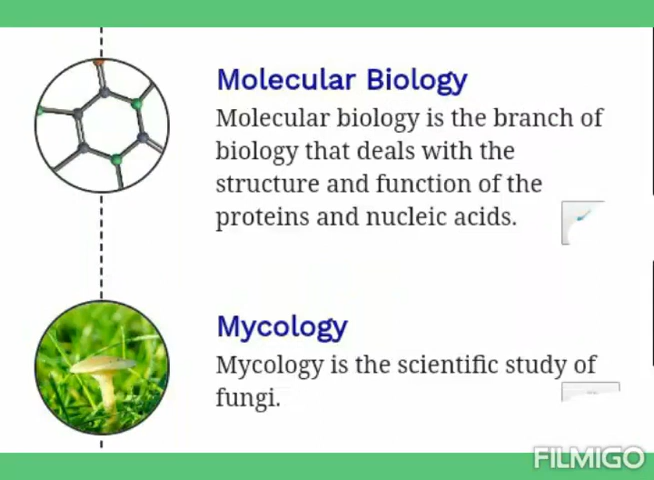 Molecular Biology
Molecular biology is the branch of
biology that deals with the
structure and function of the
proteins and nucleic acids.
Mycology
Mycology is the scientific study of
fungi.
FILMIGO